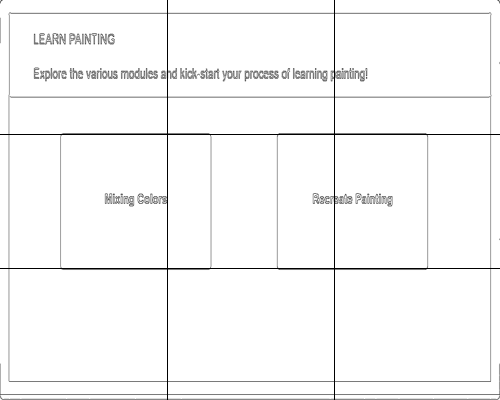 LEARN PAINTING
Explore the various modules and kick-start your process of learning painting!
Mixing Colors
Recreate Painting